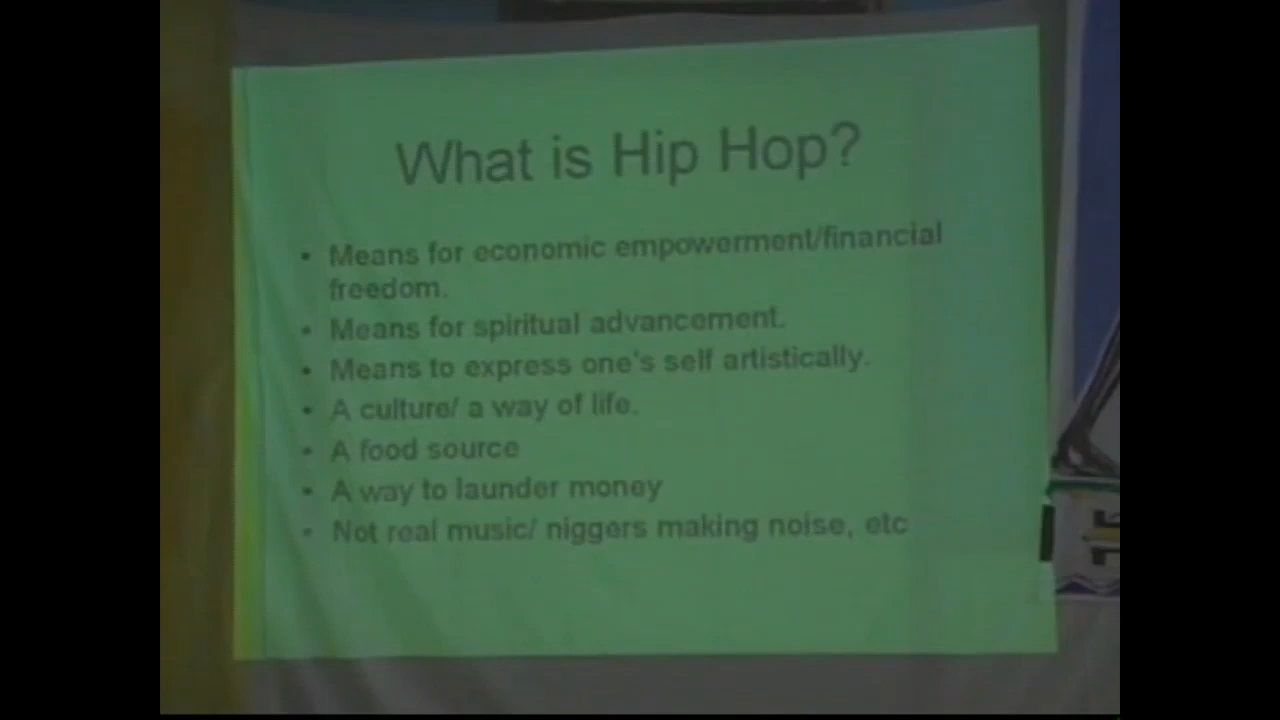 What is Hip Hop?
• Means for economic empowerment/financial
freedom.
• Means for spiritual advancement.
• Means to express one's self artistically.
• A culture/ a way of life.
• A food source
• A way to launder money
• Not real music/ niggers making noise, etc